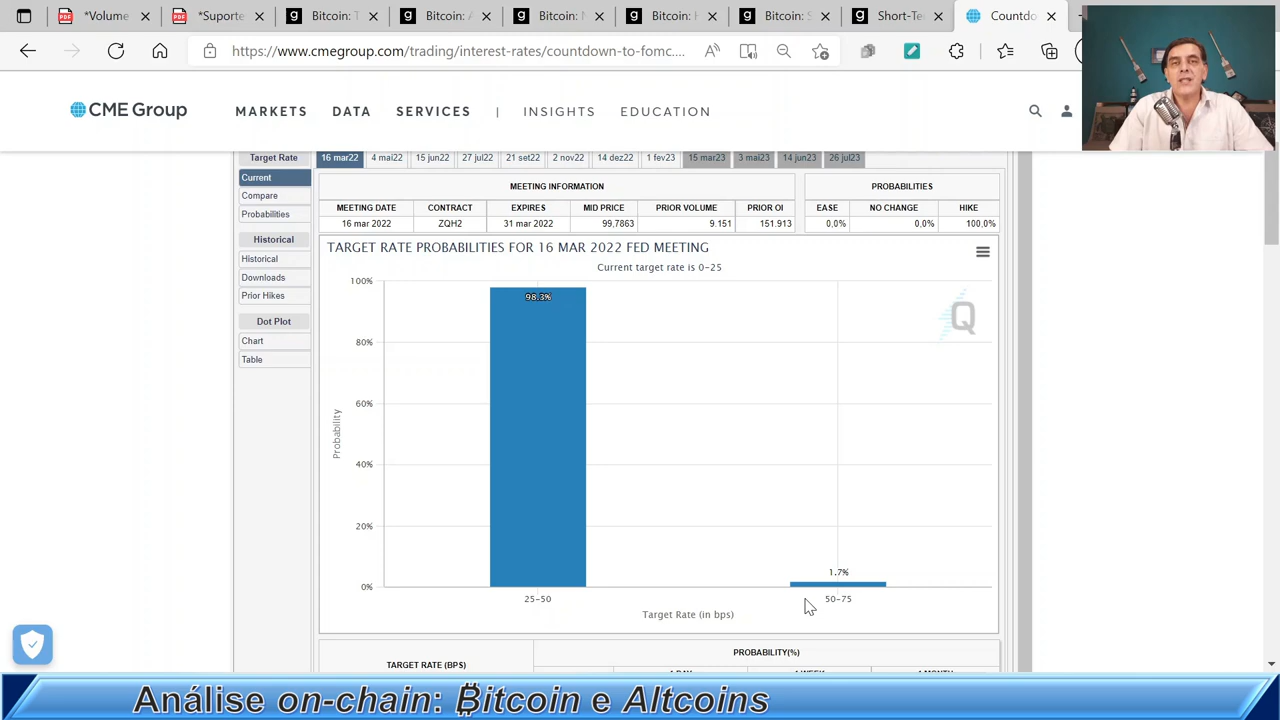 "Volume
"Suporte
Bitcoin: T
Bitcoin: A
Bitcoin: M
Bitcoin: H
Bitcoin: S
Short-Te
Countdo
https://www.cmegroup.com/trading/interest-rates/countdown-to-fomc....
CME Group
MARKETS DATA SERVICES | INSIGHTS EDUCATION
Target Rate
16 mar22 4 mai22 15 jun22 27 jul22 21 set22 2 nov22 14 dez22 1 fev23 15 mar23 3 mai23 14 jun23 26 jul23
Current
Compare
Probabilities
Historical
Historical
Downloads
Prior Hikes
Dot Plot
Chart
Table
MEETING INFORMATION
MEETING DATE CONTRACT EXPIRES MID PRICE PRIOR VOLUME PRIOR OI
16 mar 2022 ZQH2 31 mar 2022 99,7863 9.151 151.913
PROBABILITIES
EASE NO CHANGE HIKE
0,0% 0,0% 100,0%
TARGET RATE PROBABILITIES FOR 16 MAR 2022 FED MEETING
Current target rate is 0-25
100%
80%
60%
40%
20%
0%
Probability
98.3%
1.7%
Q
25-50
50-75
Target Rate (in bps)
TARGET RATE (BPS)
PROBABILITY(%)
Análise on-chain: ₿itcoin e Altcoins